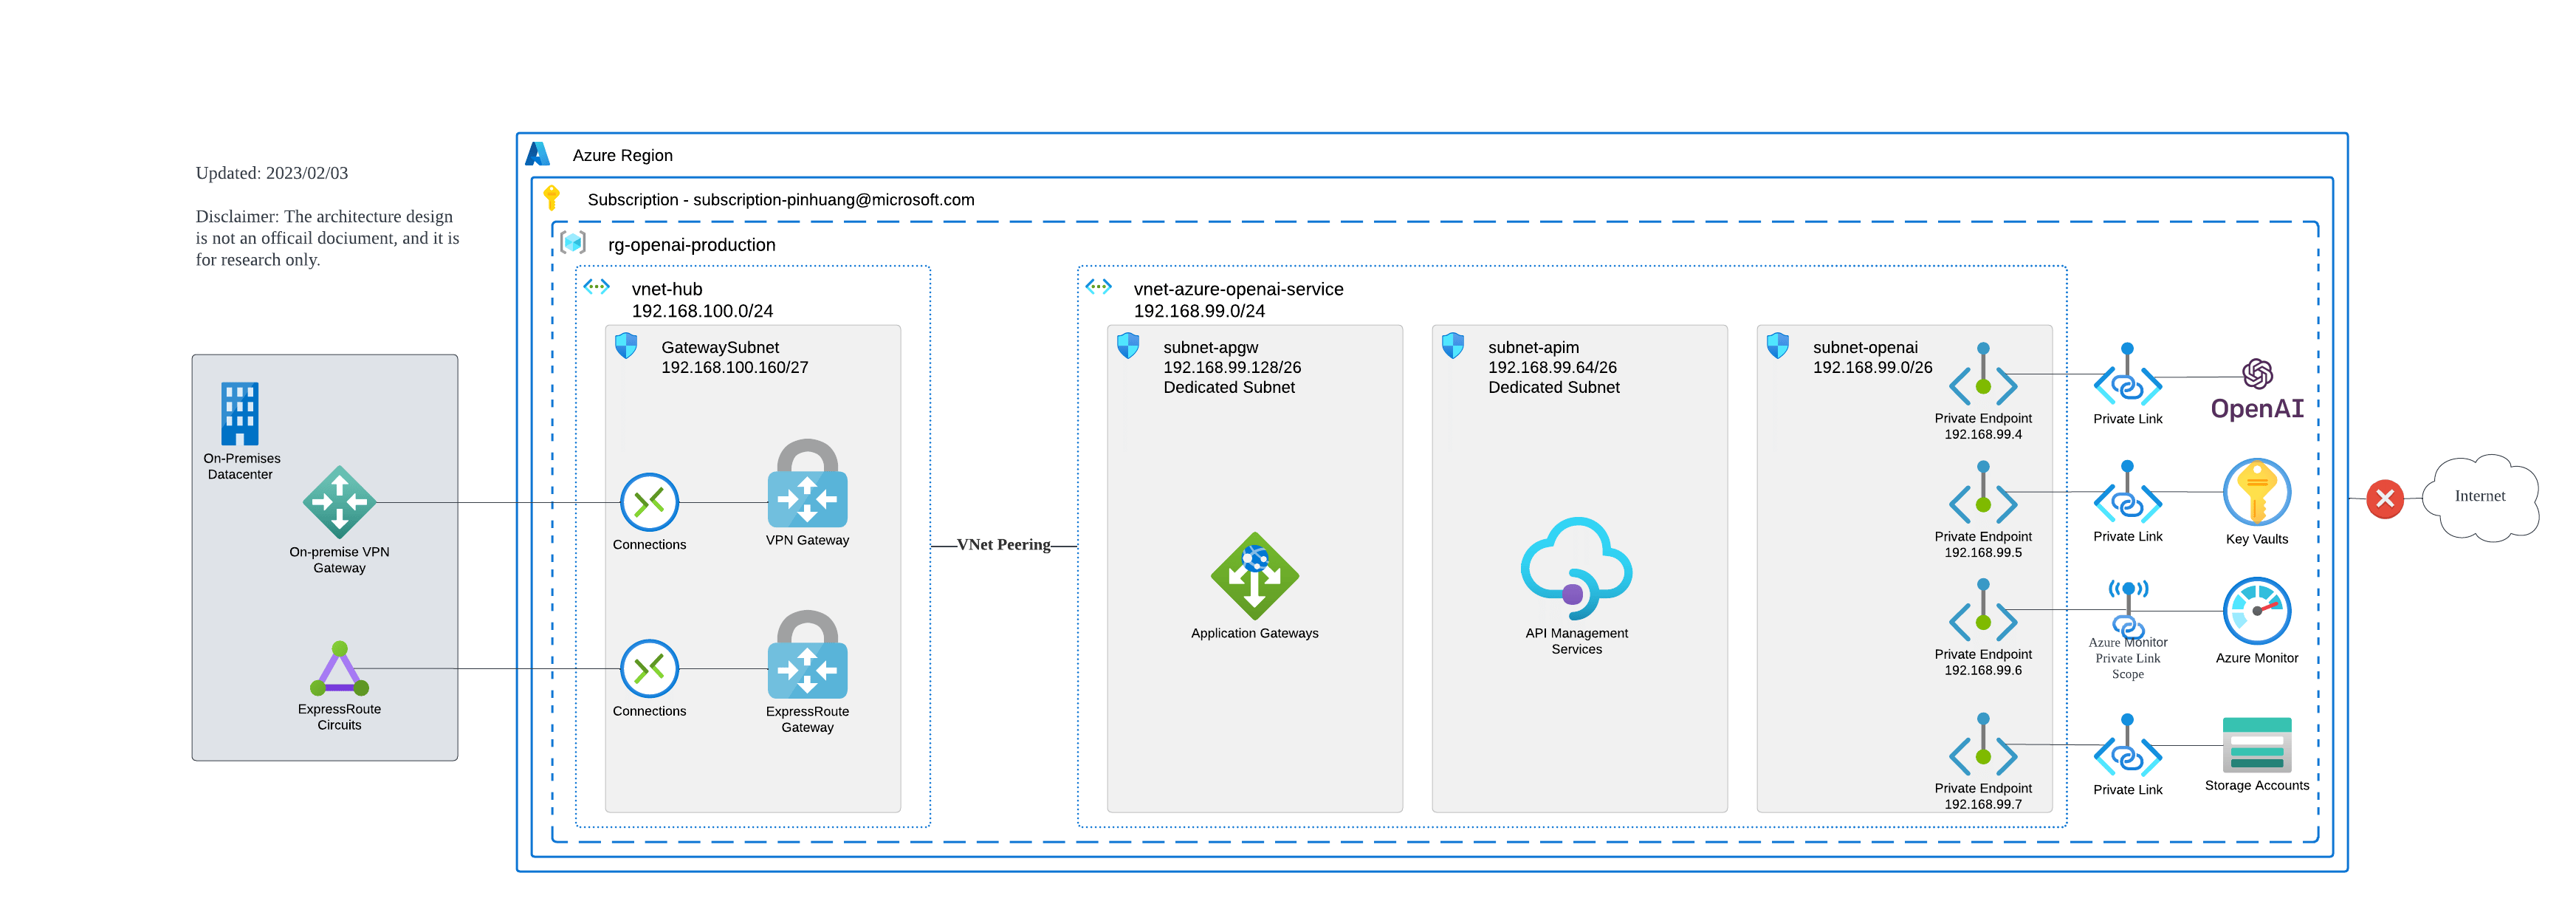 Updated: 2023/02/03
Disclaimer: The architecture design
is not an officail dociument, and it is
for research only.
Azure Region
Subscription - subscription-pinhuang@microsoft.com
rg-openai-production
On-Premises
Datacenter
On-premise VPN
Gateway
ExpressRoute
Circuits
vnet-hub
192.168.100.0/24
GatewaySubnet
192.168.100.160/27
Connections
VPN Gateway
Connections
ExpressRoute
Gateway
VNet Peering
vnet-azure-openai-service
192.168.99.0/24
subnet-apgw
192.168.99.128/26
Dedicated Subnet
Application Gateways
subnet-apim
192.168.99.64/26
Dedicated Subnet
API Management
Services
subnet-openai
192.168.99.0/26
Private Endpoint
192.168.99.4
Private Link
OpenAI
Private Endpoint
192.168.99.5
Private Link
Key Vaults
Private Endpoint
192.168.99.6
Azure Monitor
Private Link
Scope
Azure Monitor
Private Endpoint
192.168.99.7
Private Link
Storage Accounts
Internet